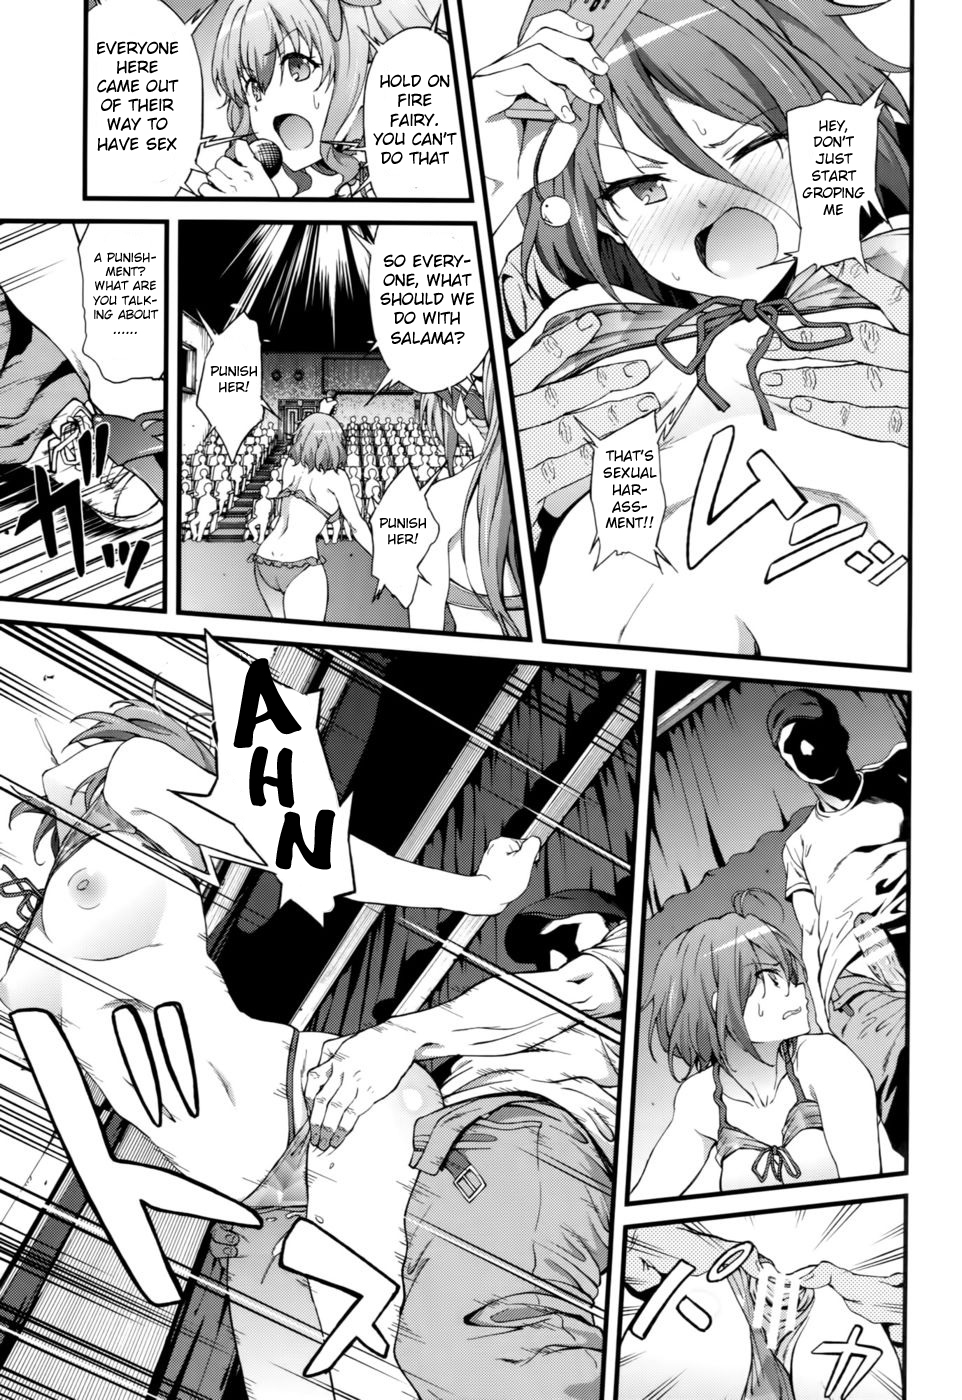 HEY,
DON'T
JUST
START
GROPING
ME
THAT'S
SEXUAL
HAR-
ASS-
MENT!!
HOLD ON
FIRE
FAIRY.
YOU CAN'T
DO THAT
EVERYONE
HERE
CAME OUT
OF THEIR
WAY TO
HAVE SEX
SO EVERY-
ONE, WHAT
SHOULD WE
DO WITH
SALAMA?
PUNISH
HER!
PUNISH
HER!
A PUNISH-
MENT?
WHAT ARE
YOU TALK-
ING ABOUT
......
ガッ
AHN